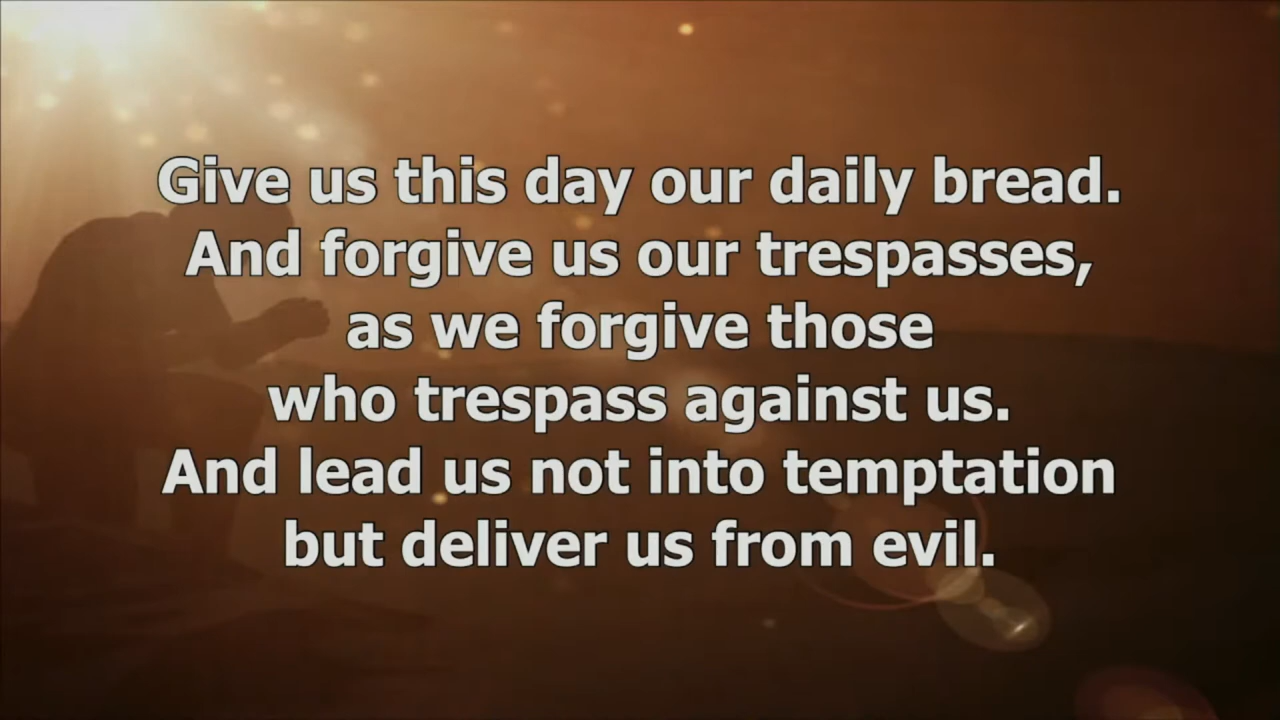 Give us this day our daily bread.
And forgive us our trespasses,
as we forgive those
who trespass against us.
And lead us not into temptation
but deliver us from evil.